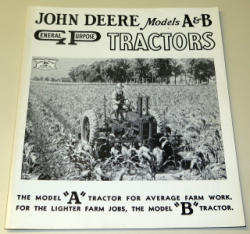 JOHN DEERE Models A&B
GENERAL PURPOSE
TRACTORS
THE MODEL "A" TRACTOR FOR AVERAGE FARM WORK.
FOR THE LIGHTER FARM JOBS, THE MODEL "B" TRACTOR.